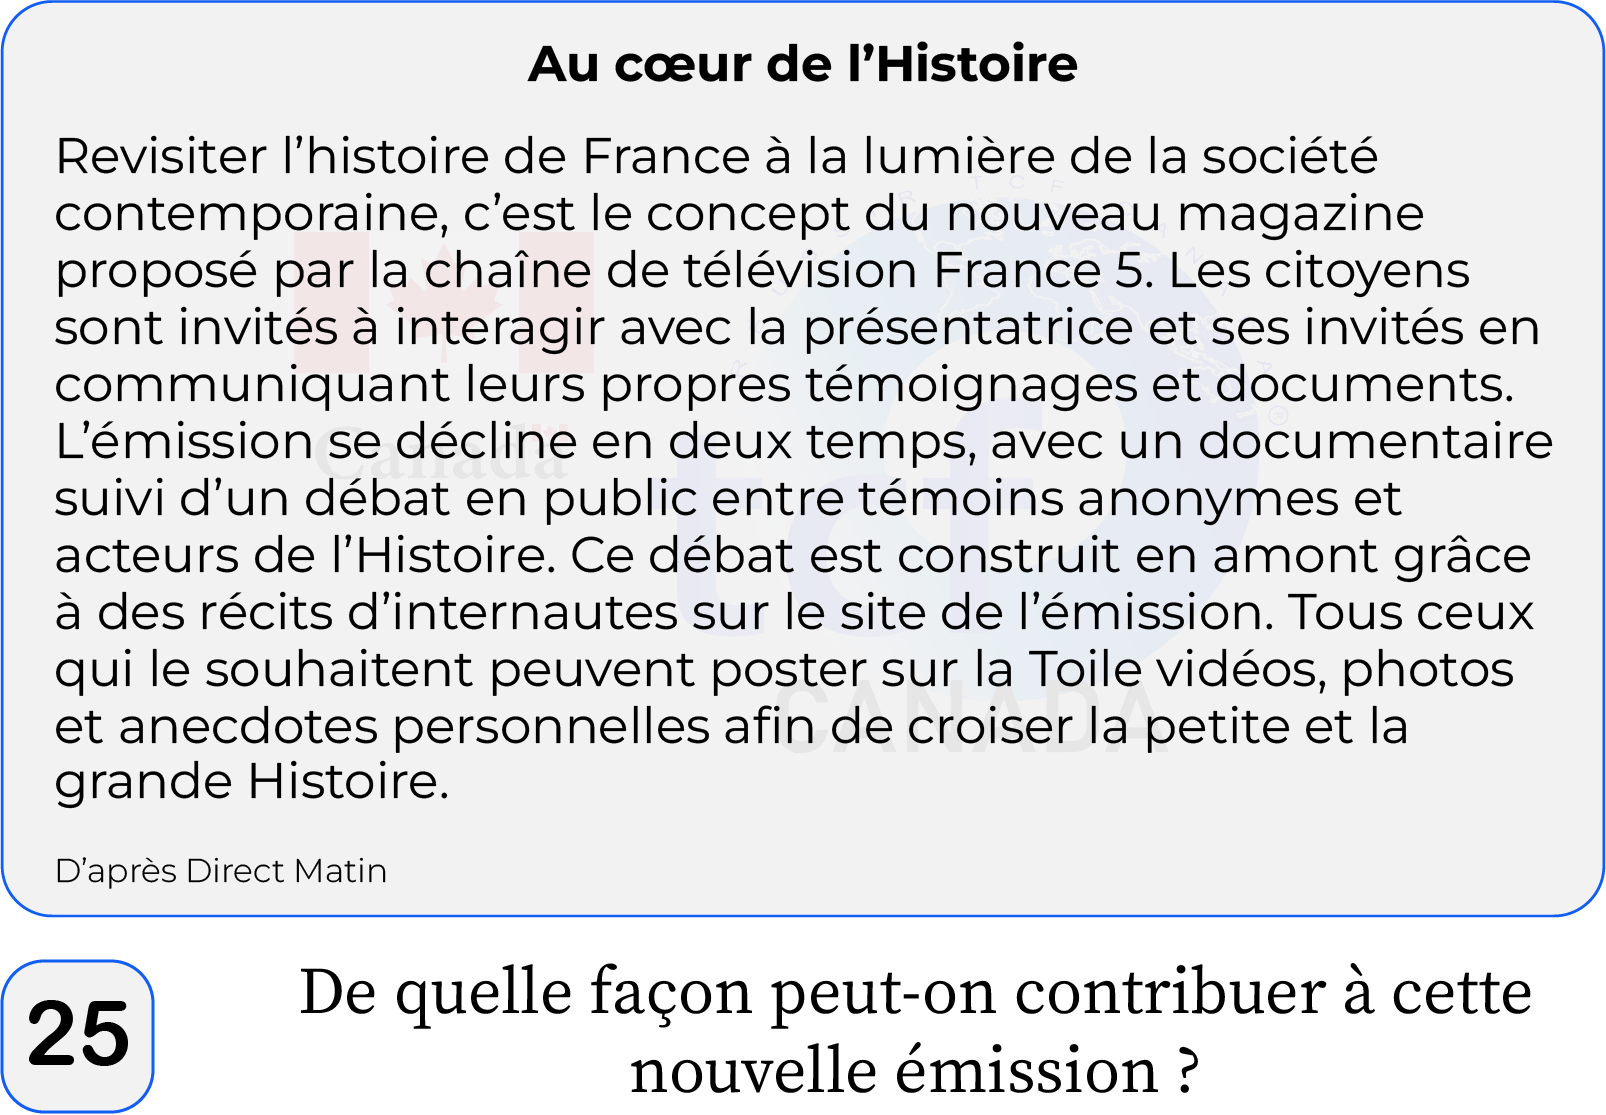 Au cœur de l’Histoire
Revisiter l’histoire de France à la lumière de la société
contemporaine, c’est le concept du nouveau magazine
proposé par la chaîne de télévision France 5. Les citoyens
sont invités à interagir avec la présentatrice et ses invités en
communiquant leurs propres témoignages et documents.
L’émission se décline en deux temps, avec un documentaire
suivi d’un débat en public entre témoins anonymes et
acteurs de l’Histoire. Ce débat est construit en amont grâce
à des récits d’internautes sur le site de l’émission. Tous ceux
qui le souhaitent peuvent poster sur la Toile vidéos, photos
et anecdotes personnelles afin de croiser la petite et la
grande Histoire.
D’après Direct Matin
Canada
tcf
CANADA
25
De quelle façon peut-on contribuer à cette
nouvelle émission ?